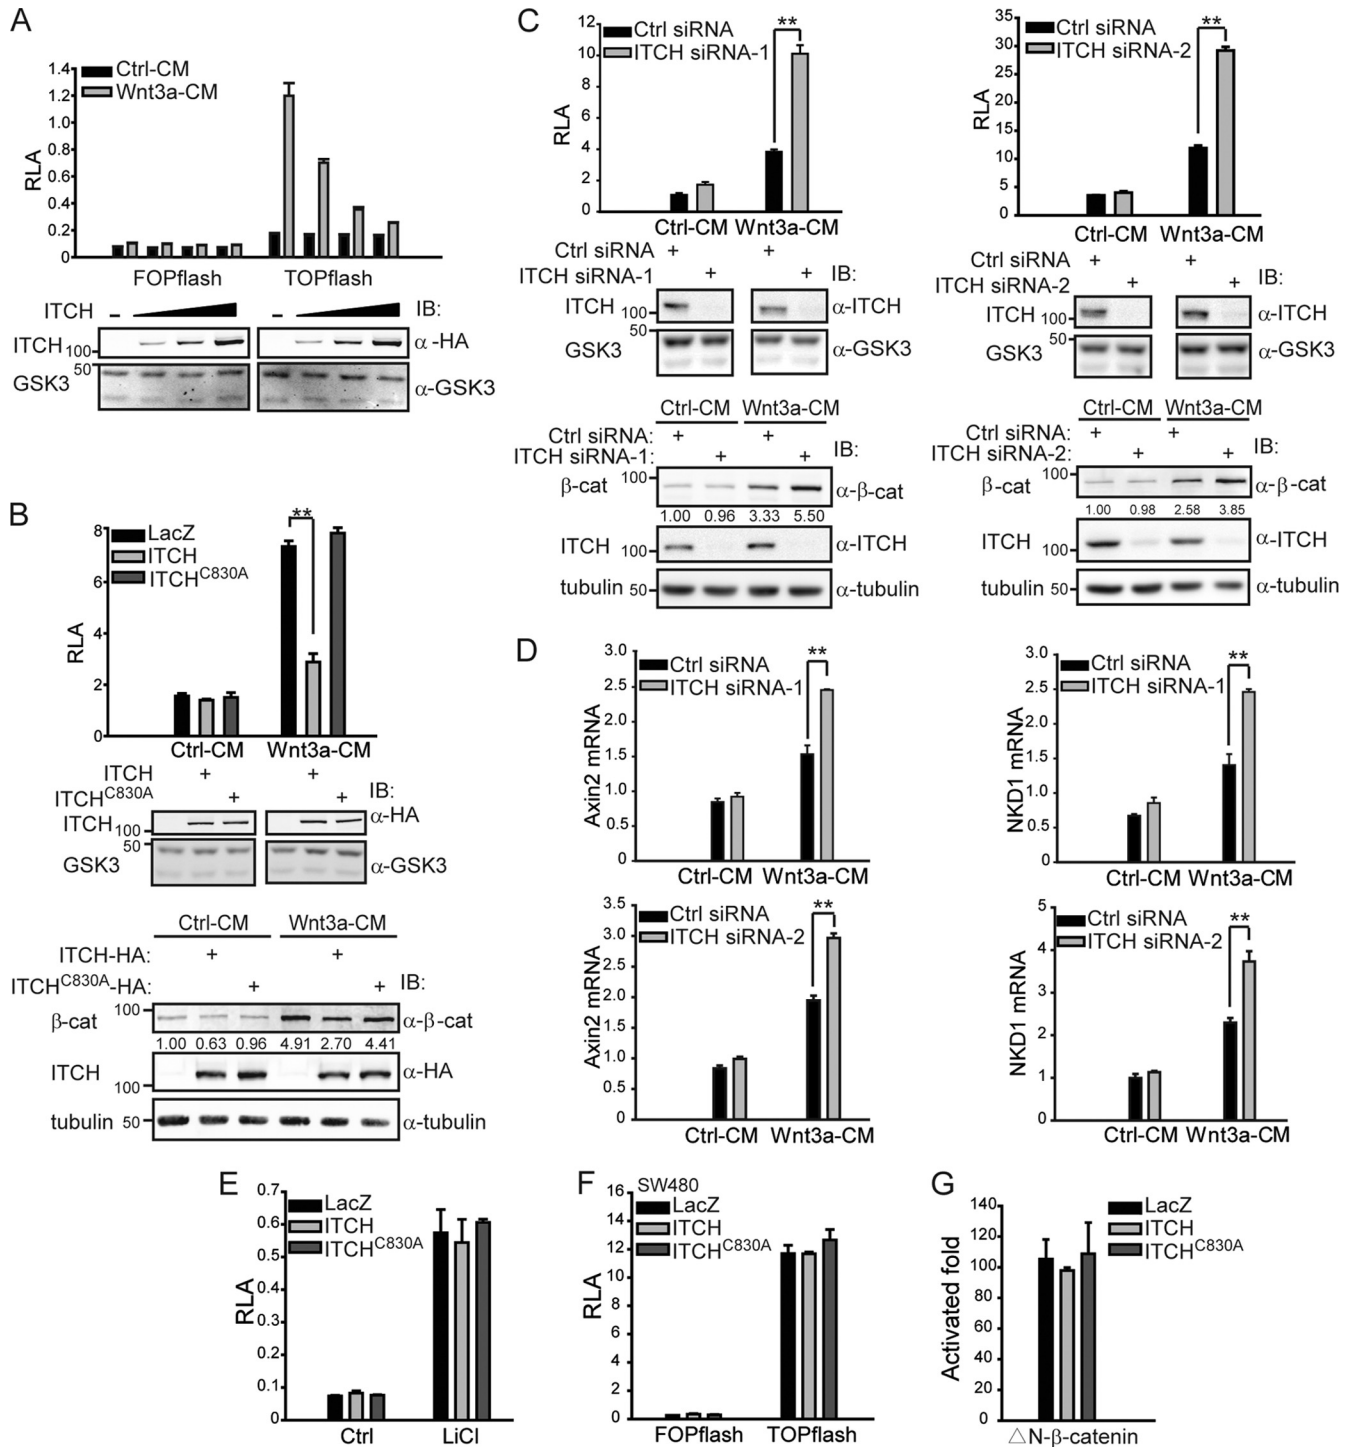 A
1.4
1.2
1.0
0.8
0.6
0.4
0.2
0
RLA
Ctrl-CM
Wnt3a-CM
FOPflash TOPflash
ITCH – – IB:
ITCH 100 α-HA
GSK3 50 α-GSK3
B
8
6
4
2
0
RLA
LacZ
ITCH
ITCHC830A
**
Ctrl-CM Wnt3a-CM
ITCH + +
ITCHC830A + + IB:
ITCH 100 α-HA
GSK3 50 α-GSK3
Ctrl-CM Wnt3a-CM
ITCH-HA: + +
ITCHC830A-HA: + + IB:
β-cat 100 α-β-cat
1.00 0.63 0.96 4.91 2.70 4.41
ITCH 100 α-HA
tubulin 50 α-tubulin
C
12
10
8
6
4
2
0
RLA
Ctrl siRNA
ITCH siRNA-1
**
Ctrl-CM Wnt3a-CM
Ctrl siRNA + +
ITCH siRNA-1 + + IB:
ITCH 100 α-ITCH
GSK3 50 α-GSK3
Ctrl-CM Wnt3a-CM
Ctrl siRNA: + +
ITCH siRNA-1: + + IB:
β-cat 100 α-β-cat
1.00 0.96 3.33 5.50
ITCH 100 α-ITCH
tubulin 50 α-tubulin
35
30
25
20
15
10
5
0
RLA
Ctrl siRNA
ITCH siRNA-2
**
Ctrl-CM Wnt3a-CM
Ctrl siRNA + +
ITCH siRNA-2 + + IB:
ITCH 100 α-ITCH
GSK3 50 α-GSK3
Ctrl-CM Wnt3a-CM
Ctrl siRNA: + +
ITCH siRNA-2: + + IB:
β-cat 100 α-β-cat
1.00 0.98 2.58 3.85
ITCH 100 α-ITCH
tubulin 50 α-tubulin
D
3.0
2.5
2.0
1.5
1.0
0.5
0
Axin2 mRNA
Ctrl siRNA
ITCH siRNA-1
**
Ctrl-CM Wnt3a-CM
3.0
2.5
2.0
1.5
1.0
0.5
0
NKD1 mRNA
Ctrl siRNA
ITCH siRNA-1
**
Ctrl-CM Wnt3a-CM
3.5
3.0
2.5
2.0
1.5
1.0
0.5
0
Axin2 mRNA
Ctrl siRNA
ITCH siRNA-2
**
Ctrl-CM Wnt3a-CM
5
4
3
2
1
0
NKD1 mRNA
Ctrl siRNA
ITCH siRNA-2
**
Ctrl-CM Wnt3a-CM
E
0.7
0.6
0.5
0.4
0.3
0.2
0.1
0
RLA
LacZ
ITCH
ITCHC830A
Ctrl LiCl
F
SW480
16
14
12
10
8
6
4
2
0
RLA
LacZ
ITCH
ITCHC830A
FOPflash TOPflash
G
140
120
100
80
60
40
20
0
Activated fold
LacZ
ITCH
ITCHC830A
△N-β-catenin